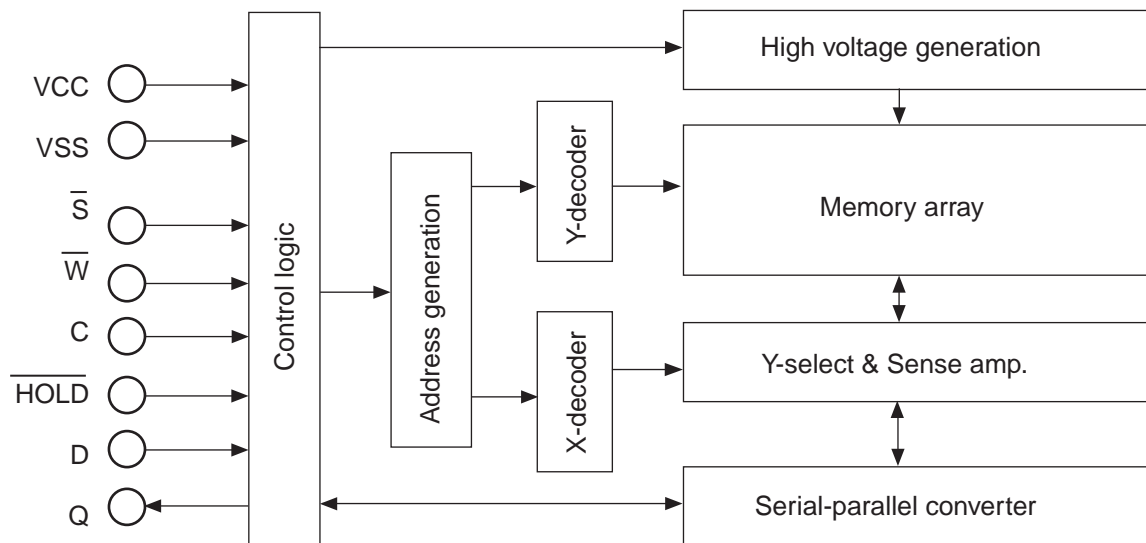 VCC
VSS
S̅
W̅
C
H̅O̅L̅D̅
D
Q
Control logic
Address generation
Y-decoder
X-decoder
High voltage generation
Memory array
Y-select & Sense amp.
Serial-parallel converter